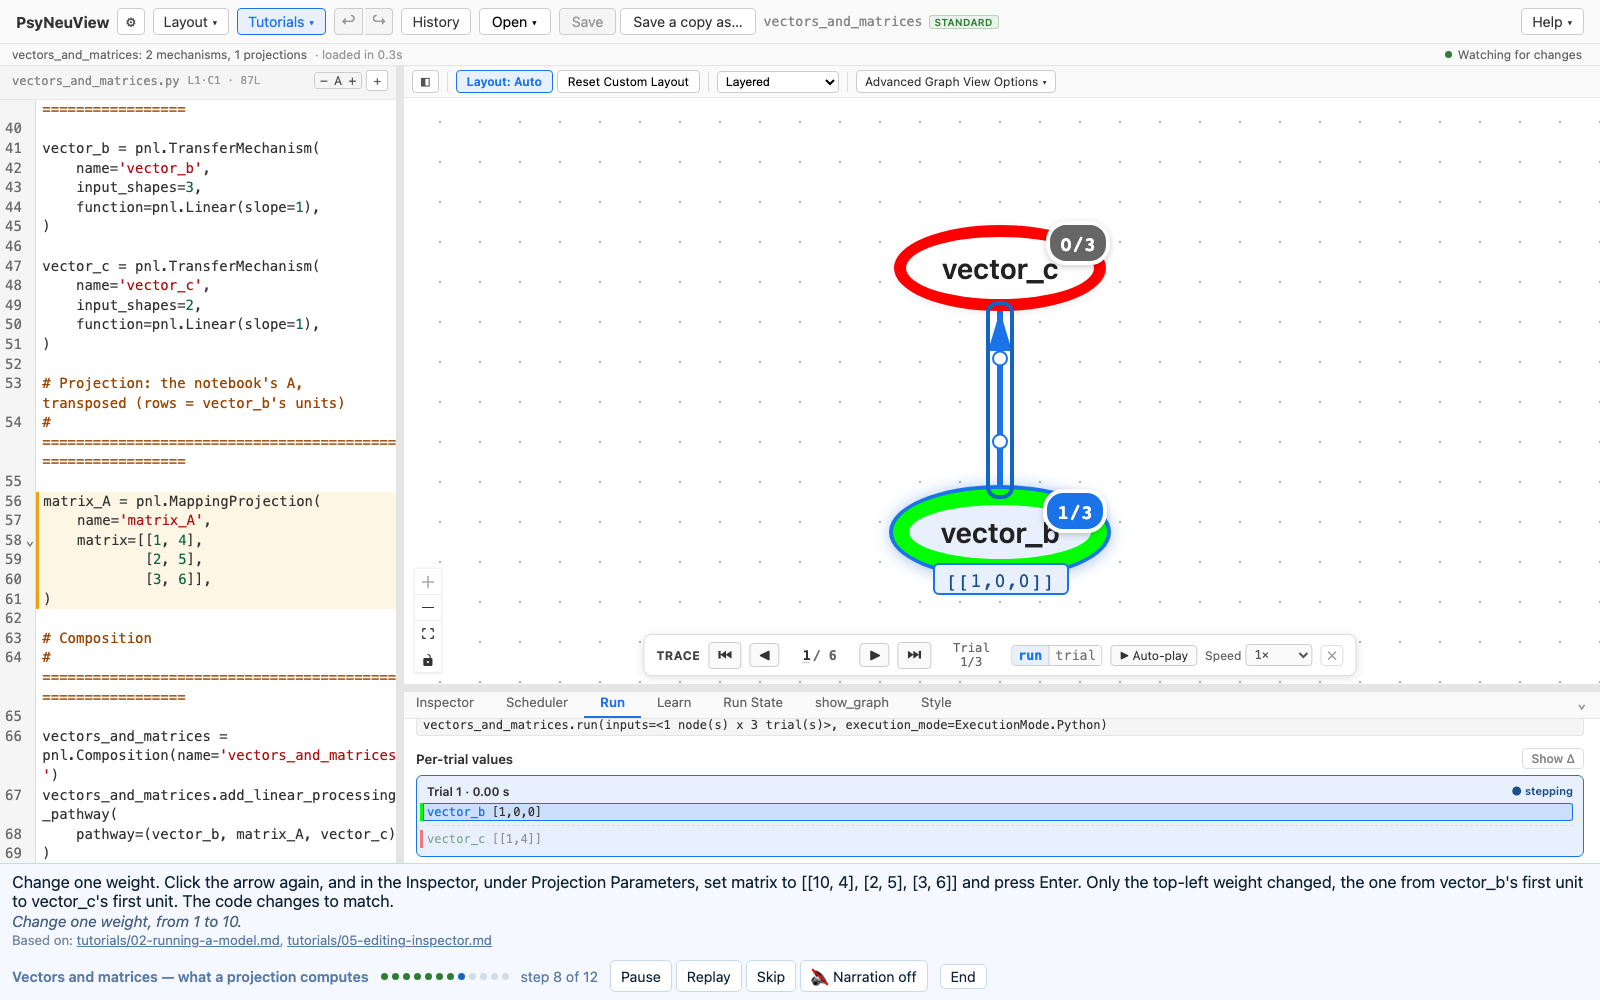 PsyNeuView ⚙ Layout ▾ Tutorials ▾ ↩ ↪ History Open ▾ Save Save a copy as... vectors_and_matrices STANDARD Help ▾
vectors_and_matrices: 2 mechanisms, 1 projections · loaded in 0.3s Watching for changes
vectors_and_matrices.py L1:C1 · 87L − A + +
Layout: Auto Reset Custom Layout Layered Advanced Graph View Options ▾
=================
40
41 vector_b = pnl.TransferMechanism(
42 name='vector_b',
43 input_shapes=3,
44 function=pnl.Linear(slope=1),
45 )
46
47 vector_c = pnl.TransferMechanism(
48 name='vector_c',
49 input_shapes=2,
50 function=pnl.Linear(slope=1),
51 )
52
53 # Projection: the notebook's A,
transposed (rows = vector_b's units)
54 #
==========================================
=================
55
56 matrix_A = pnl.MappingProjection(
57 name='matrix_A',
58 matrix=[[1, 4],
59 [2, 5],
60 [3, 6]],
61 )
62
63 # Composition
64 #
==========================================
=================
65
66 vectors_and_matrices =
pnl.Composition(name='vectors_and_matrices
')
67 vectors_and_matrices.add_linear_processing
_pathway(
68 pathway=(vector_b, matrix_A, vector_c)
69 )
0/3
vector_c
1/3
vector_b
[[1,0,0]]
TRACE ⏮ ◀ 1 / 6 ▶ ⏭ Trial 1/3 run trial ▶ Auto-play Speed 1× ✕
Inspector Scheduler Run Learn Run State show_graph Style
vectors_and_matrices.run(inputs=<1 node(s) x 3 trial(s)>, execution_mode=ExecutionMode.Python)
Per-trial values Show Δ
Trial 1 · 0.00 s stepping
vector_b [1,0,0]
vector_c [[1,4]]
Change one weight. Click the arrow again, and in the Inspector, under Projection Parameters, set matrix to [[10, 4], [2, 5], [3, 6]] and press Enter. Only the top-left weight changed, the one from vector_b's first unit
to vector_c's first unit. The code changes to match.
Change one weight, from 1 to 10.
Based on: tutorials/02-running-a-model.md, tutorials/05-editing-inspector.md
Vectors and matrices — what a projection computes step 8 of 12 Pause Replay Skip Narration off End